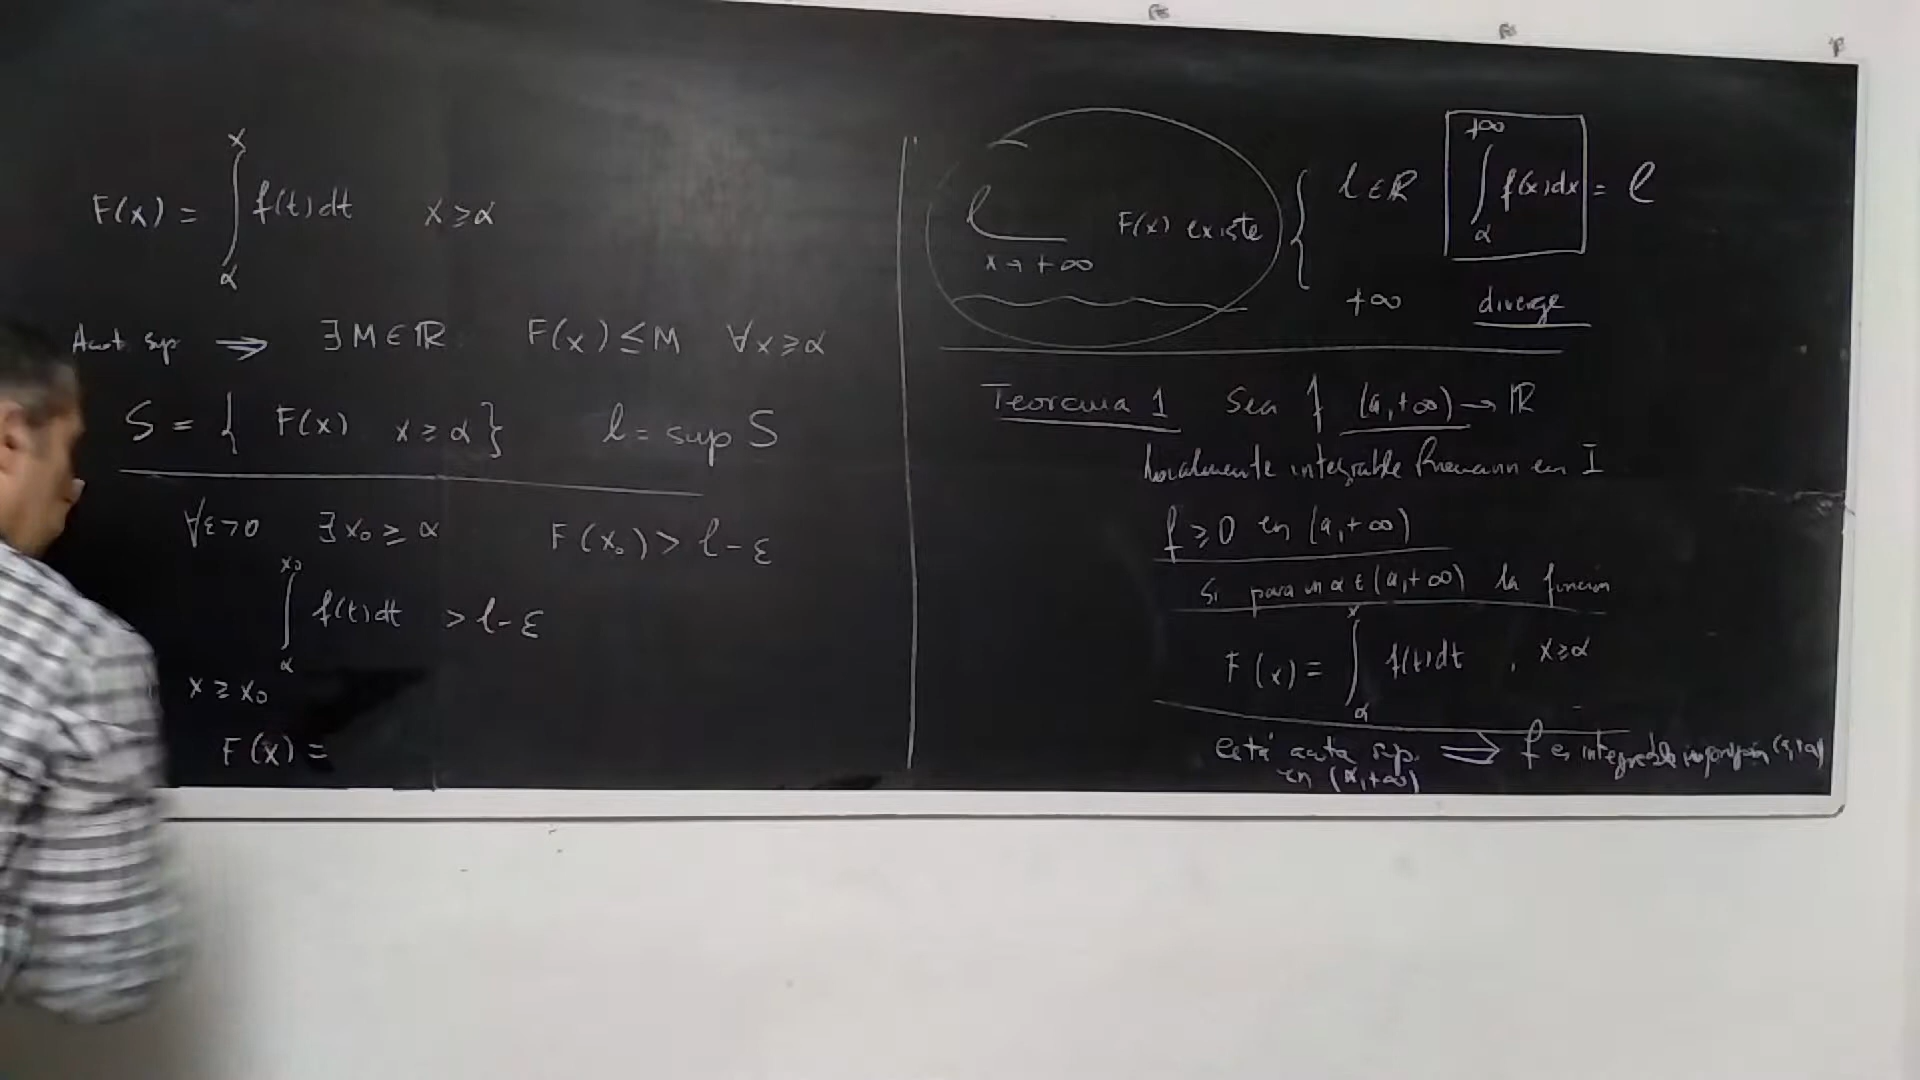 F(x) = ∫_α^x f(t)dt    x ≥ α
Acot. sup. ⇒ ∃ M ∈ ℝ    F(x) ≤ M    ∀x ≥ α
S = { F(x)    x ≥ α }    l = sup S
∀ε > 0    ∃ x₀ ≥ α    F(x₀) > l - ε
∫_α^{x₀} f(t)dt > l - ε
x ≥ x₀
F(x) =
l x → +∞ F(x) existe { l ∈ ℝ    ∫_α^{+∞} f(x)dx = l
+∞    diverge
Teorema 1    Sea f (a, +∞) → ℝ
localmente integrable Riemann en I
f ≥ 0 en (a, +∞)
Si para un α ∈ (a, +∞) la función
F(x) = ∫_α^x f(t)dt , x ≥ α
está acota sup. ⇒ f es integrable
en (α, +∞)